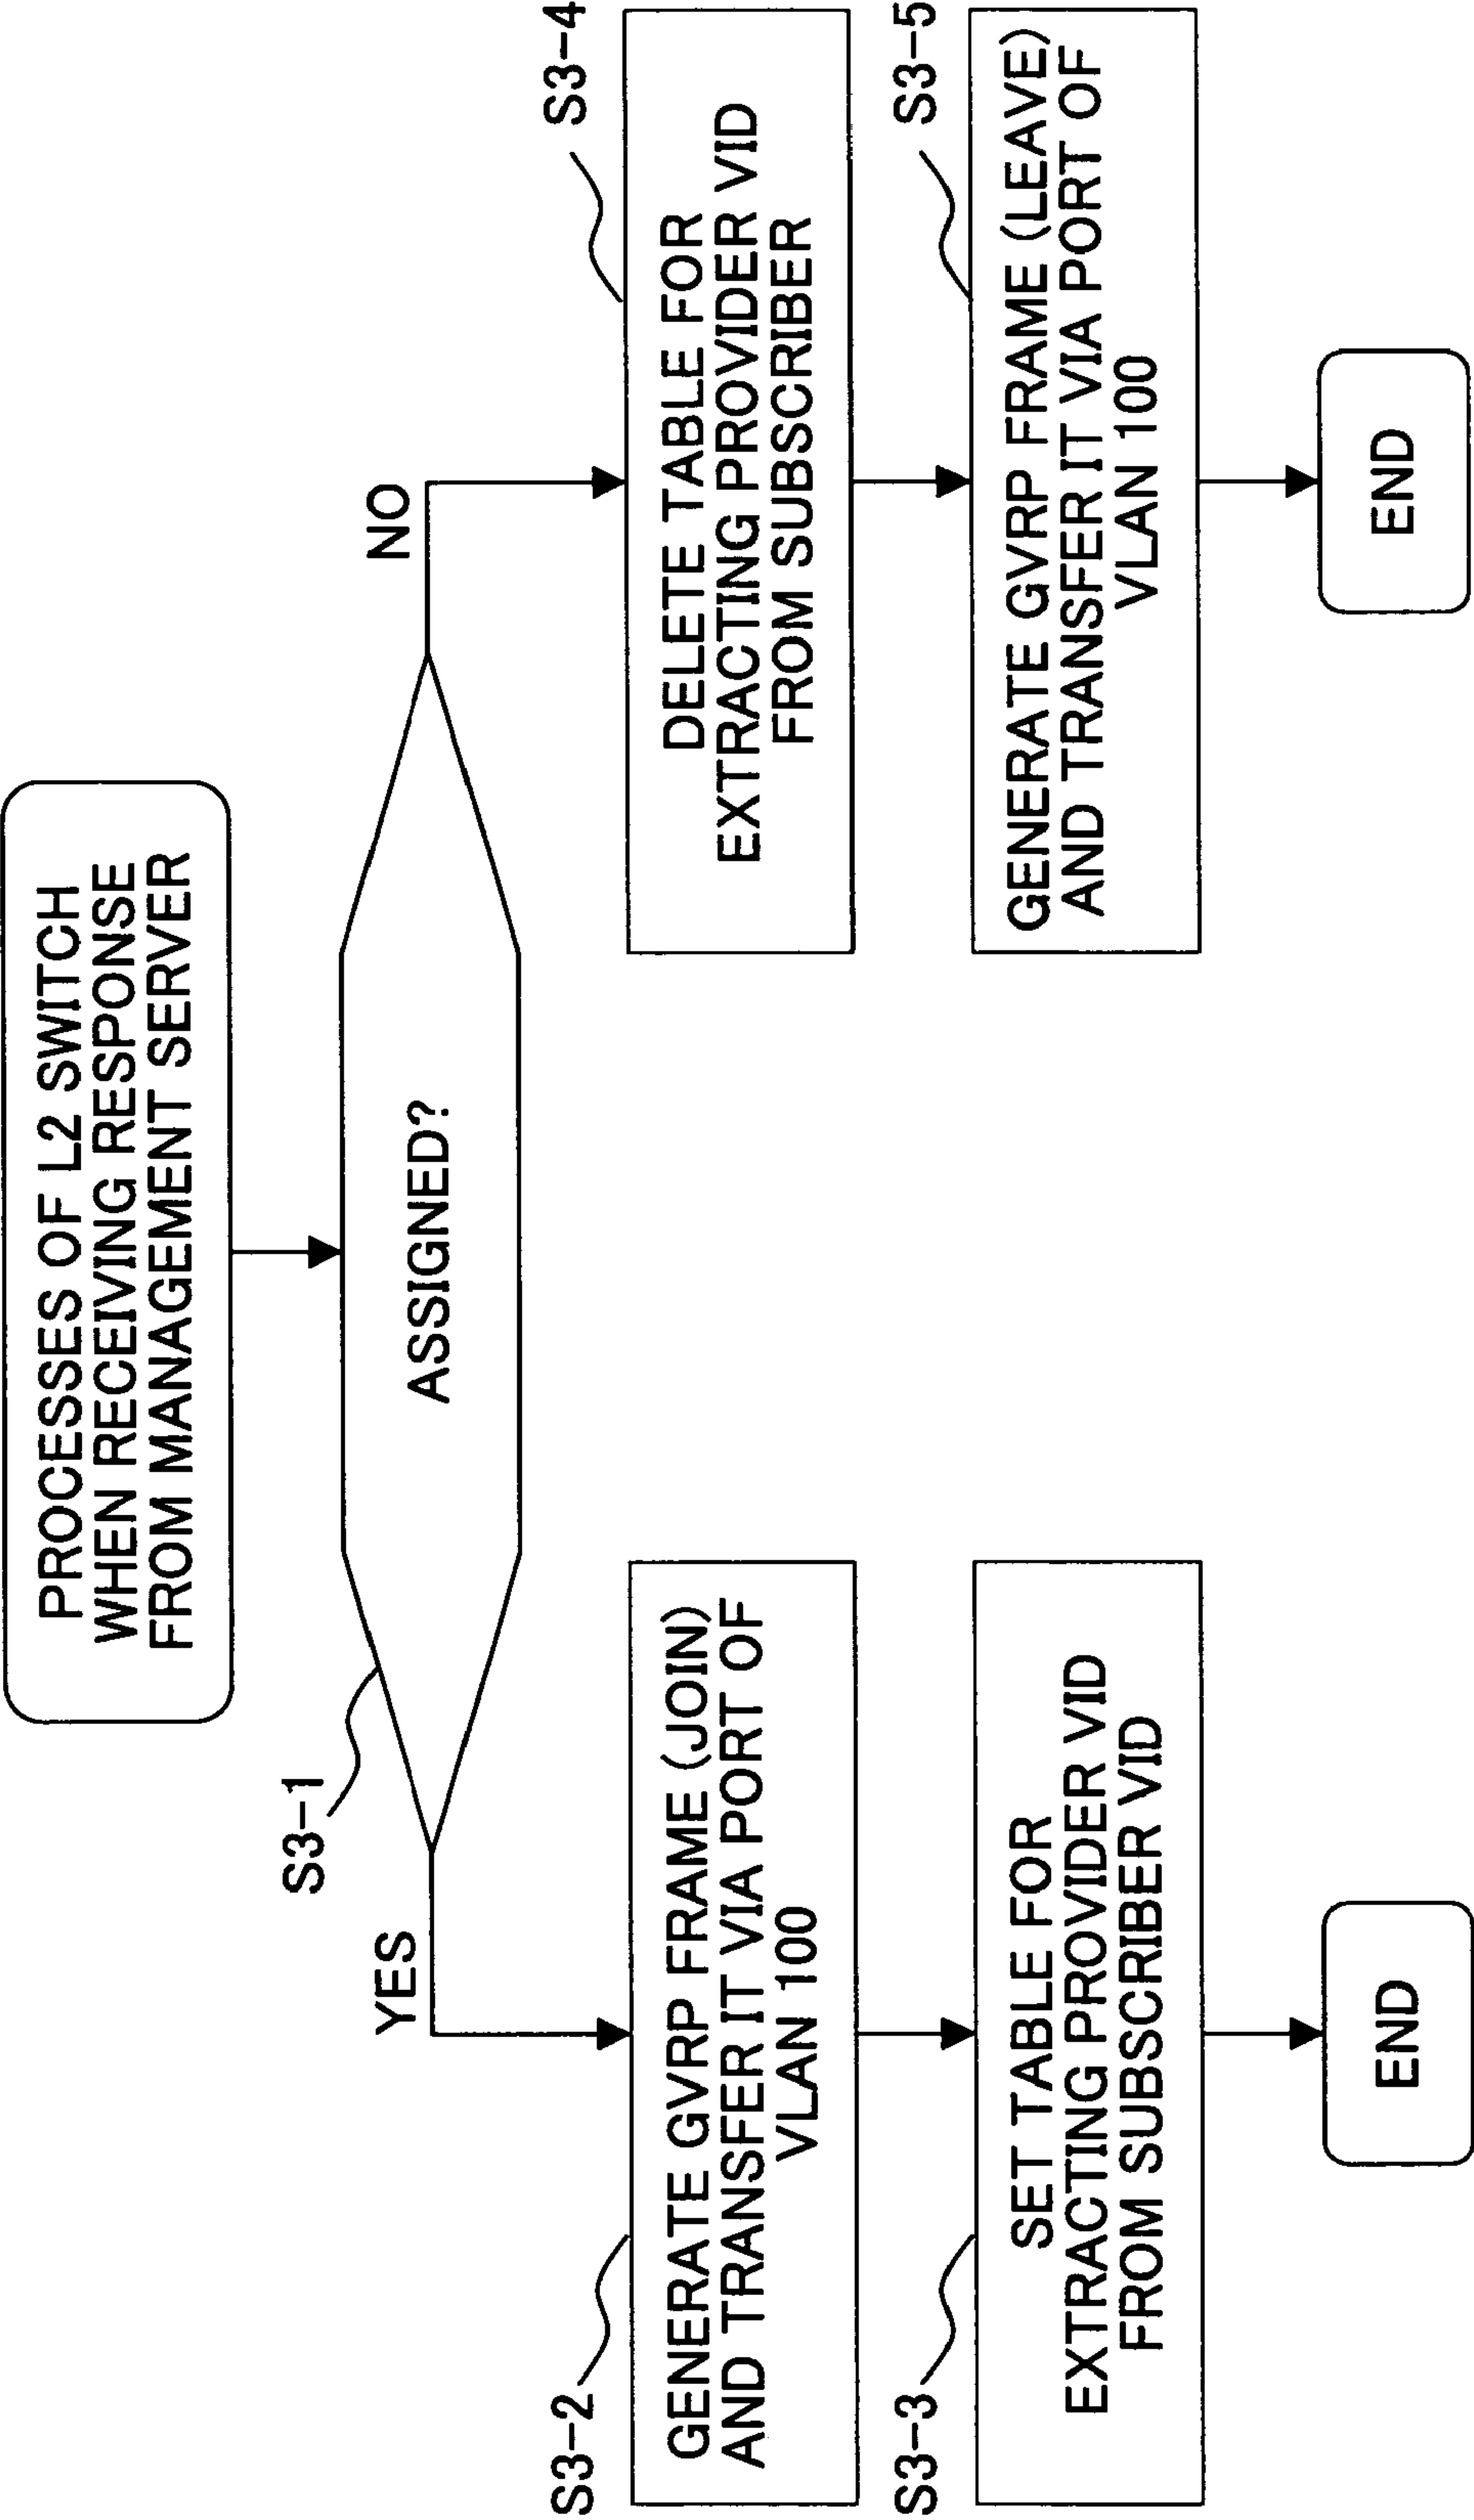 PROCESSES OF L2 SWITCH
WHEN RECEIVING RESPONSE
FROM MANAGEMENT SERVER
S3-1
ASSIGNED?
YES
NO
S3-2
GENERATE GVRP FRAME (JOIN)
AND TRANSFER IT VIA PORT OF
VLAN 100
S3-3
SET TABLE FOR
EXTRACTING PROVIDER VID
FROM SUBSCRIBER VID
END
S3-4
DELETE TABLE FOR
EXTRACTING PROVIDER VID
FROM SUBSCRIBER
S3-5
GENERATE GVRP FRAME (LEAVE)
AND TRANSFER IT VIA PORT OF
VLAN 100
END